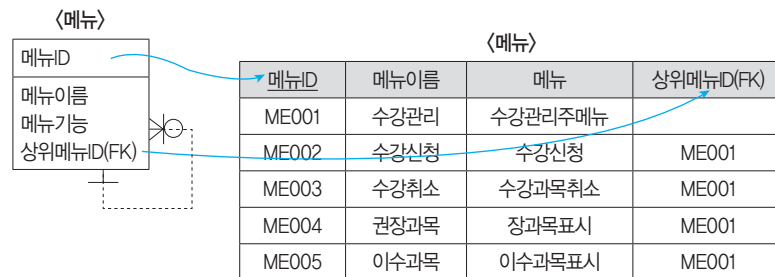 〈메뉴〉
메뉴ID
메뉴이름
메뉴기능
상위메뉴ID(FK)
〈메뉴〉
메뉴ID 메뉴이름 메뉴 상위메뉴ID(FK)
ME001 수강관리 수강관리주메뉴
ME002 수강신청 수강신청 ME001
ME003 수강취소 수강과목취소 ME001
ME004 권장과목 장과목표시 ME001
ME005 이수과목 이수과목표시 ME001